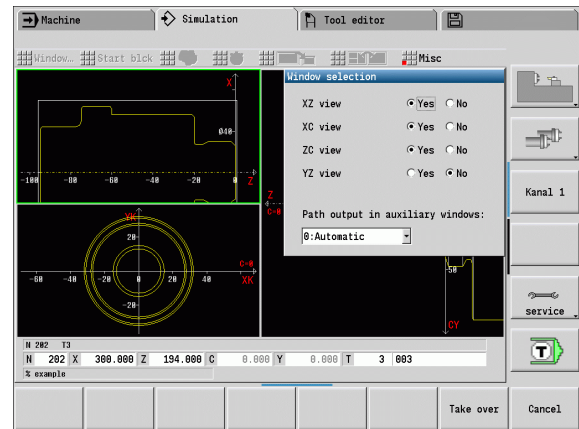 Machine
Simulation
Tool editor
Window...
Start blck
Misc
Window selection
XZ view Yes No
XC view Yes No
ZC view Yes No
YZ view Yes No
Path output in auxiliary windows:
0:Automatic
X
Ø40
-100 -80 -60 -40 -20 0 Z
YK
20
C+0
-60 -40 -20 0 20 40 XK
-20
Z
C+0
-50
CY
Kanal 1
service
T
N 202 T3
N 202 X 300.000 Z 194.000 C 0.000 Y 0.000 T 3 003
% example
Take over
Cancel